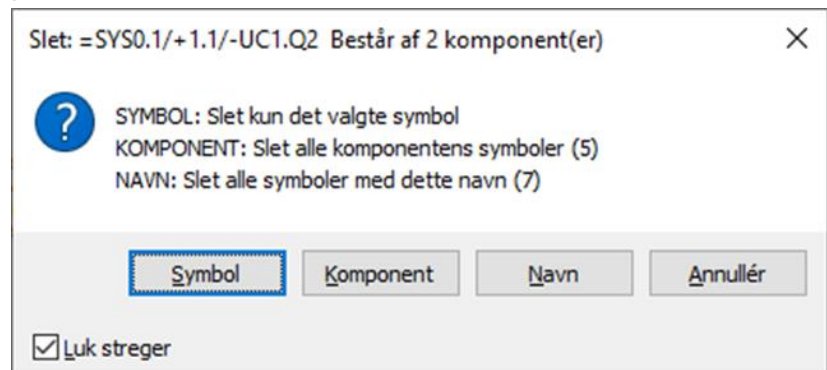 Slet: =SYS0.1/+1.1/-UC1.Q2 Består af 2 komponent(er)
SYMBOL: Slet kun det valgte symbol
KOMPONENT: Slet alle komponentens symboler (5)
NAVN: Slet alle symboler med dette navn (7)
Symbol Komponent Navn Annullér
Luk streger